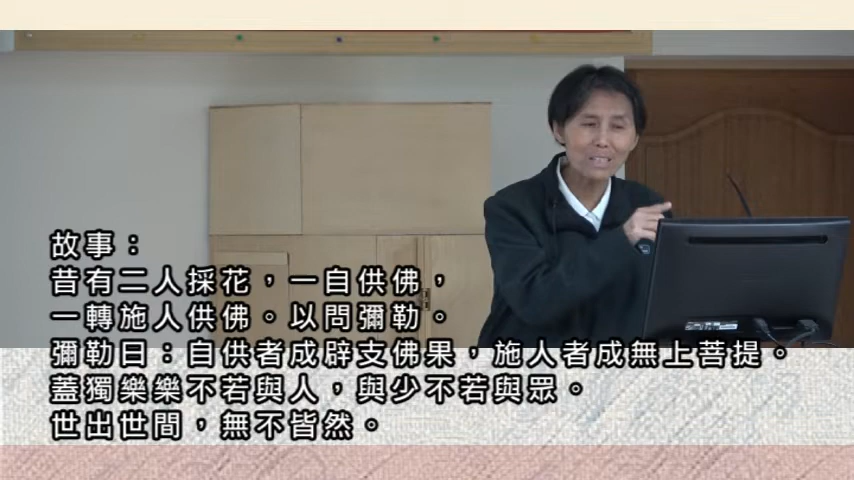 故事：
昔有二人採花，一自供佛，
一轉施人供佛。以問彌勒。
彌勒曰：自供者成辟支佛果，施人者成無上菩提。
蓋獨樂樂不若與人，與少不若與眾。
世出世間，無不皆然。